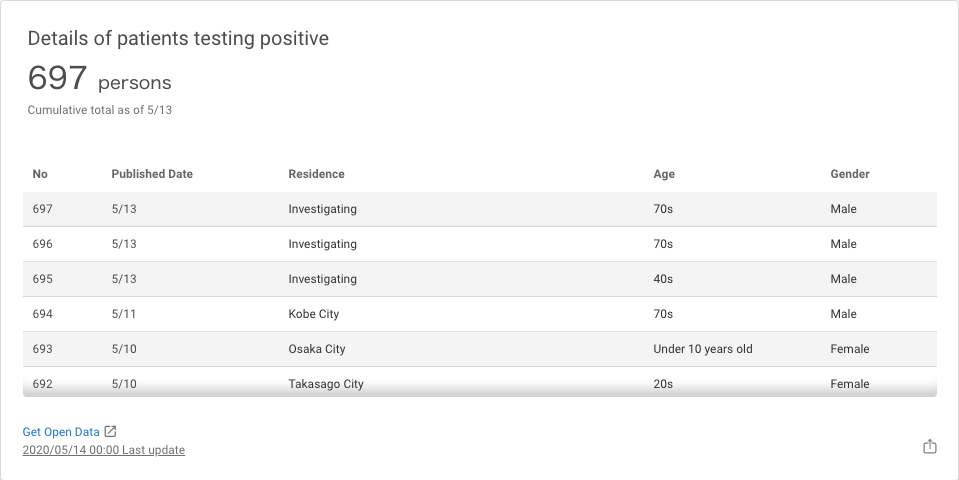 Details of patients testing positive
697 persons
Cumulative total as of 5/13
No Published Date Residence Age Gender
697 5/13 Investigating 70s Male
696 5/13 Investigating 70s Male
695 5/13 Investigating 40s Male
694 5/11 Kobe City 70s Male
693 5/10 Osaka City Under 10 years old Female
692 5/10 Takasago City 20s Female
Get Open Data
2020/05/14 00:00 Last update